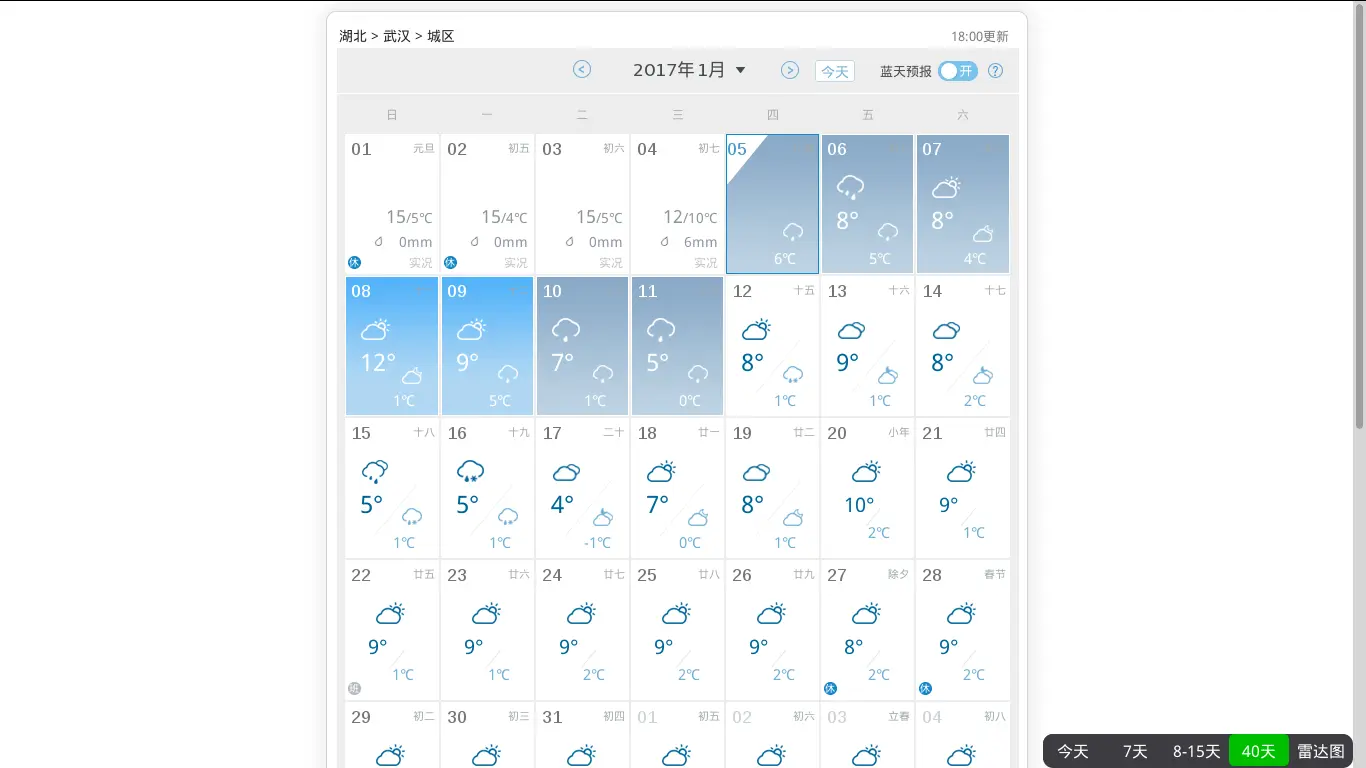 湖北 > 武汉 > 城区 18:00更新
2017年1月 今天 蓝天预报 开 ?
日 一 二 三 四 五 六
01 元旦 02 初五 03 初六 04 初七 05 06 07
15/5℃ 15/4℃ 15/5℃ 12/10℃ 8° 8°
0mm 0mm 0mm 6mm
休 实况 休 实况 实况 实况 6℃ 5℃ 4℃
08 09 10 11 12 十五 13 十六 14 十七
12° 9° 7° 5° 8° 9° 8°
1℃ 5℃ 1℃ 0℃ 1℃ 1℃ 2℃
15 十八 16 十九 17 二十 18 廿一 19 廿二 20 小年 21 廿四
5° 5° 4° 7° 8° 10° 9°
1℃ 1℃ -1℃ 0℃ 1℃ 2℃ 1℃
22 廿五 23 廿六 24 廿七 25 廿八 26 廿九 27 除夕 28 春节
9° 9° 9° 9° 9° 8° 9°
1℃ 1℃ 2℃ 2℃ 2℃ 2℃ 2℃
班 休 休
29 初二 30 初三 31 初四 01 初五 02 初六 03 立春 04 初八
今天 7天 8-15天 40天 雷达图